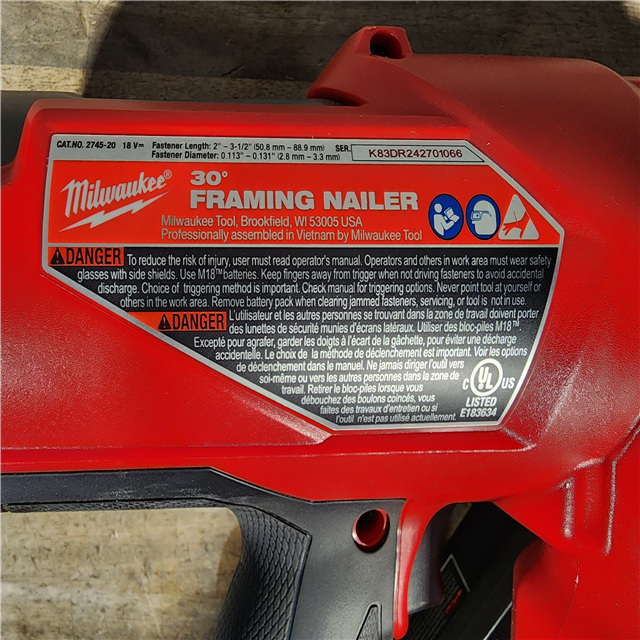 CAT.NO. 2745-20 18 V⎓ Fastener Length: 2" – 3-1/2" (50.8 mm – 88.9 mm) SER. K83DR242701066
Fastener Diameter: 0.113" – 0.131" (2.8 mm – 3.3 mm)
Milwaukee®
30°
FRAMING NAILER
Milwaukee Tool, Brookfield, WI 53005 USA
Professionally assembled in Vietnam by Milwaukee Tool
DANGER To reduce the risk of injury, user must read operator's manual. Operators and others in work area must wear safety
glasses with side shields. Use M18™ batteries. Keep fingers away from trigger when not driving fasteners to avoid accidental
discharge. Choice of triggering method is important. Check manual for triggering options. Never point tool at yourself or
others in the work area. Remove battery pack when clearing jammed fasteners, servicing, or tool is not in use.
DANGER L'utilisateur et les autres personnes se trouvant dans la zone de travail doivent porter
des lunettes de sécurité munies d'écrans latéraux. Utiliser des bloc-piles M18™.
Excepté pour agrafer, garder les doigts à l'écart de la gâchette, pour éviter une décharge
accidentelle. Le choix de la méthode de déclenchement est important. Voir les options
de déclenchement dans le manuel. Ne jamais diriger l'outil vers
soi-même ou vers les autres personnes dans la zone de
travail. Retirer le bloc-piles lorsque vous
débouchez des boulons coincés, vous
faites des travaux d'entretien ou si
l'outil n'est pas utilisé.
C UL US
LISTED
E183634